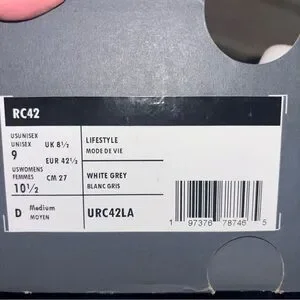 RC42
USUNISEX
UNISEX
9
UK 8½
EUR 42½
USWOMENS
FEMMES
10½
CM 27
D Medium
MOYEN
LIFESTYLE
MODE DE VIE
WHITE GREY
BLANC GRIS
URC42LA
1 97376 78746 5